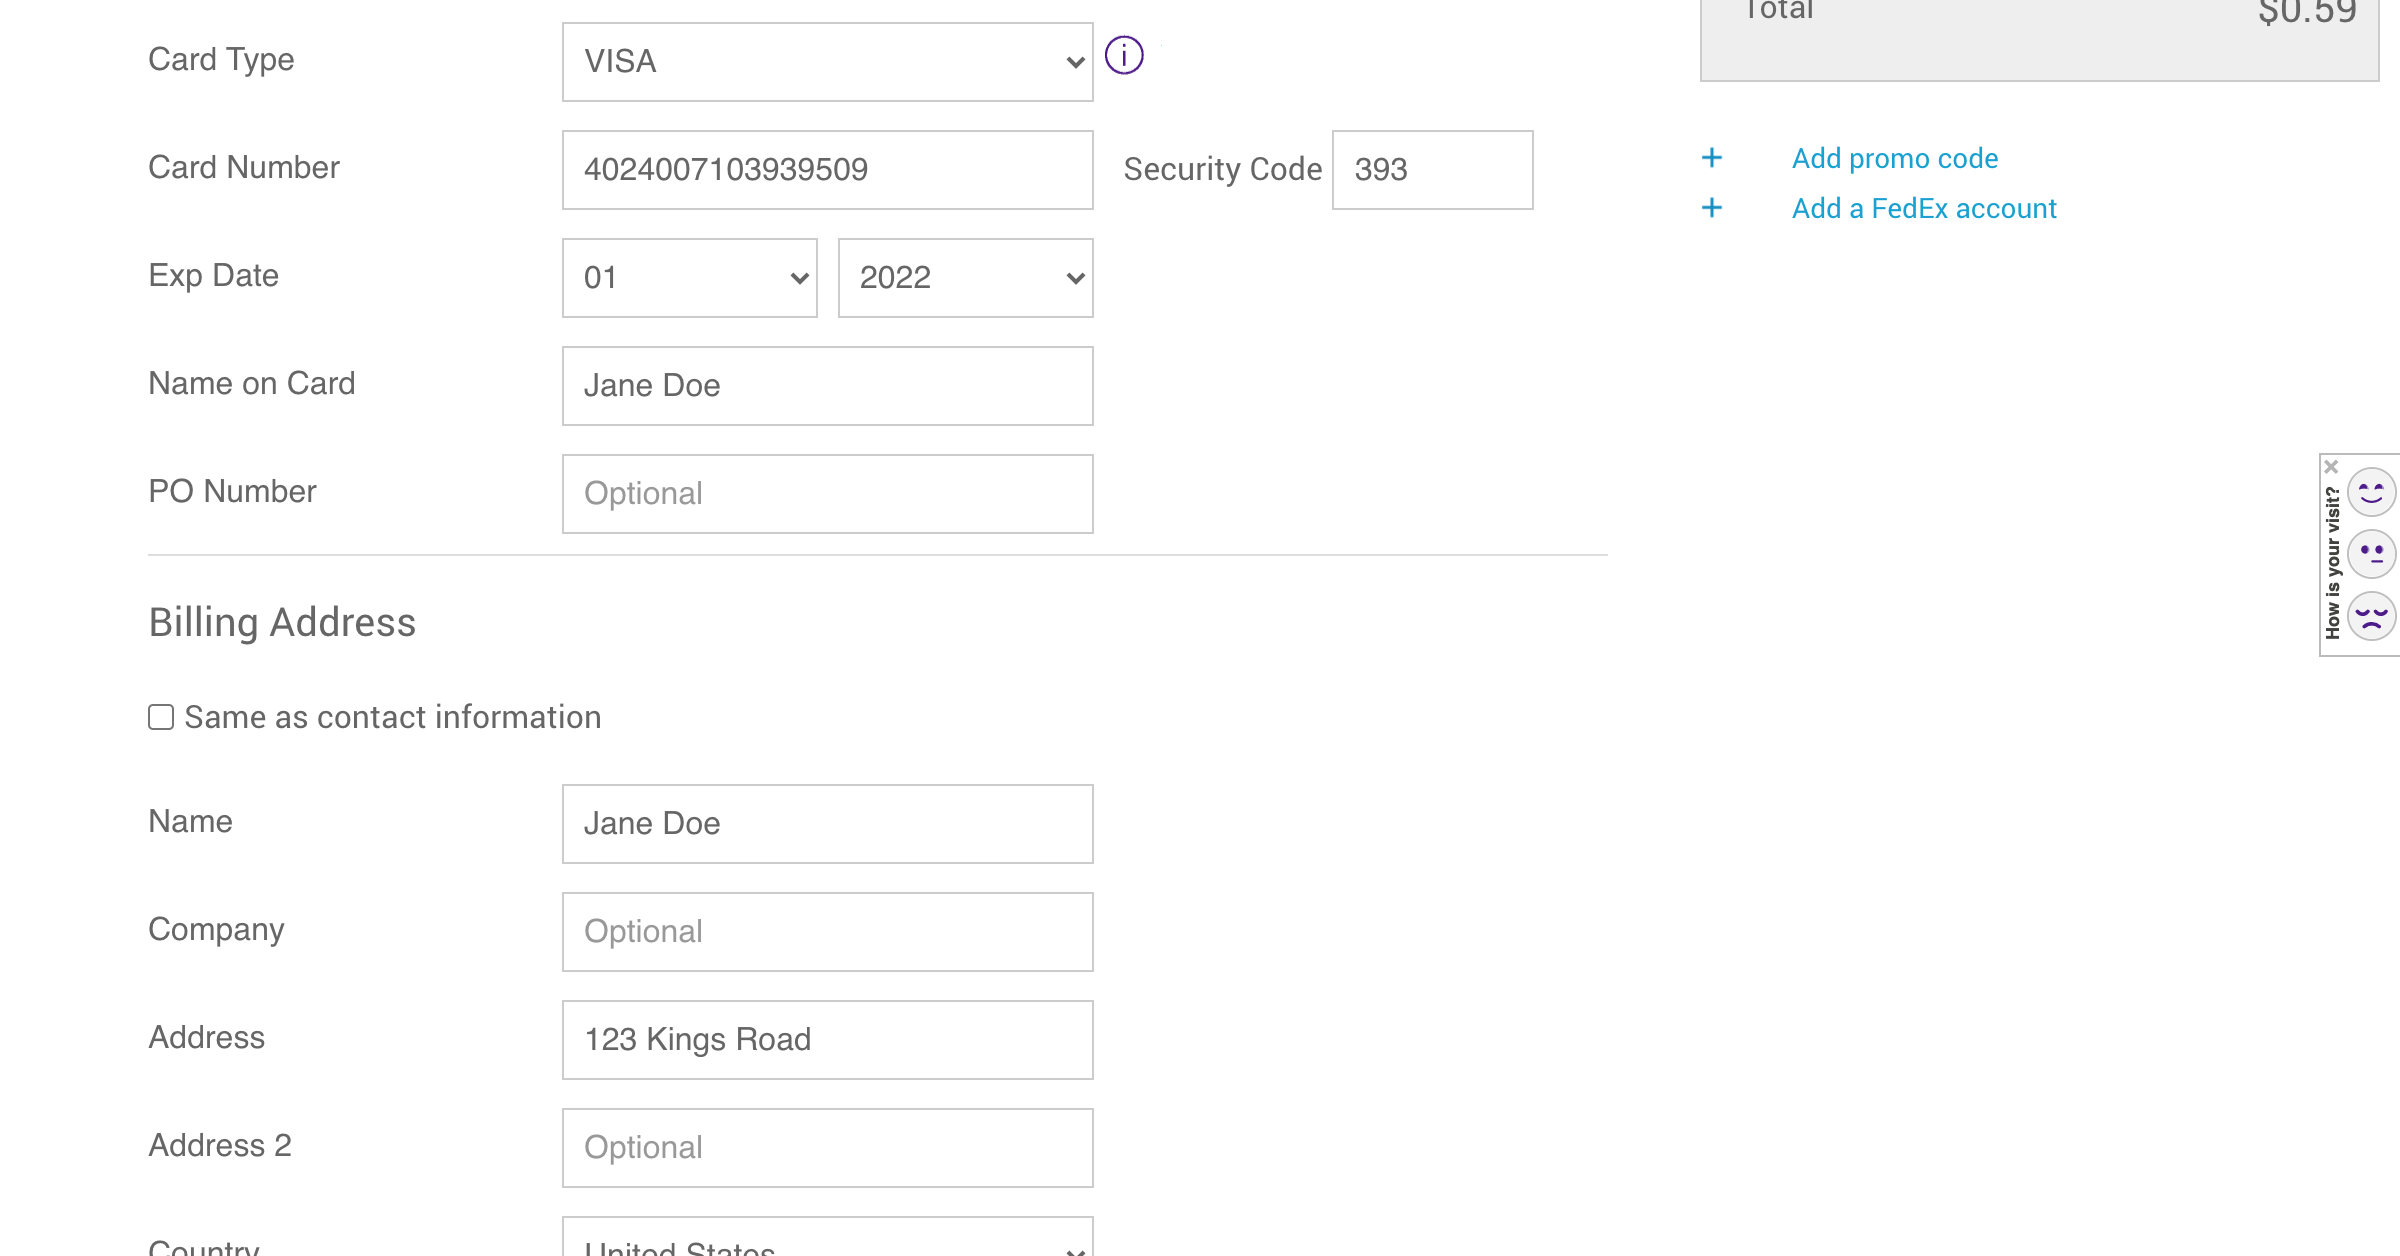 Total $0.59
Card Type VISA
Card Number 4024007103939509 Security Code 393
+ Add promo code
+ Add a FedEx account
Exp Date 01 2022
Name on Card Jane Doe
PO Number Optional
How is your visit?
Billing Address
Same as contact information
Name Jane Doe
Company Optional
Address 123 Kings Road
Address 2 Optional
Country United States